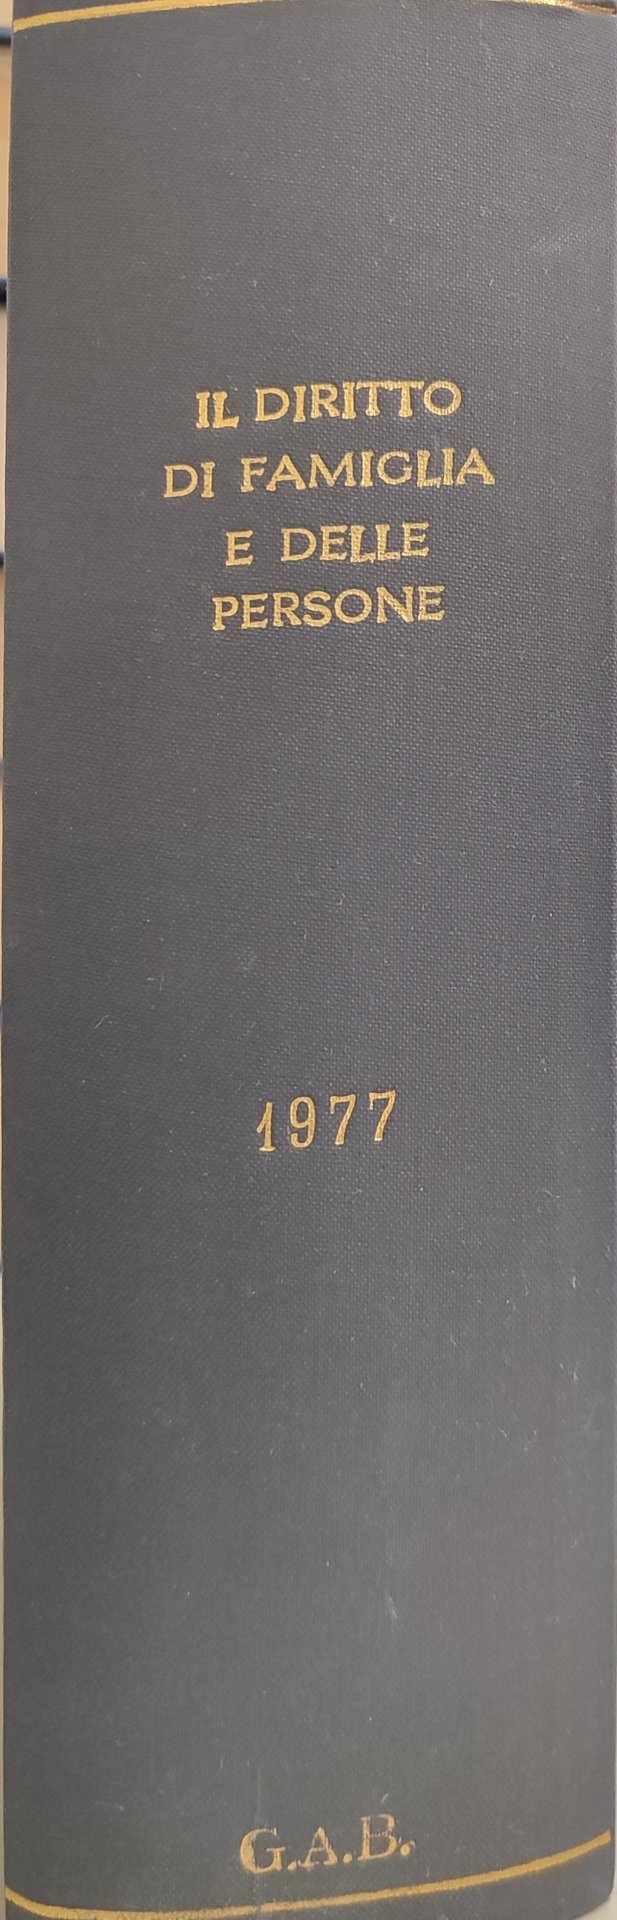 IL DIRITTO
DI FAMIGLIA
E DELLE
PERSONE
1977
G.A.B.